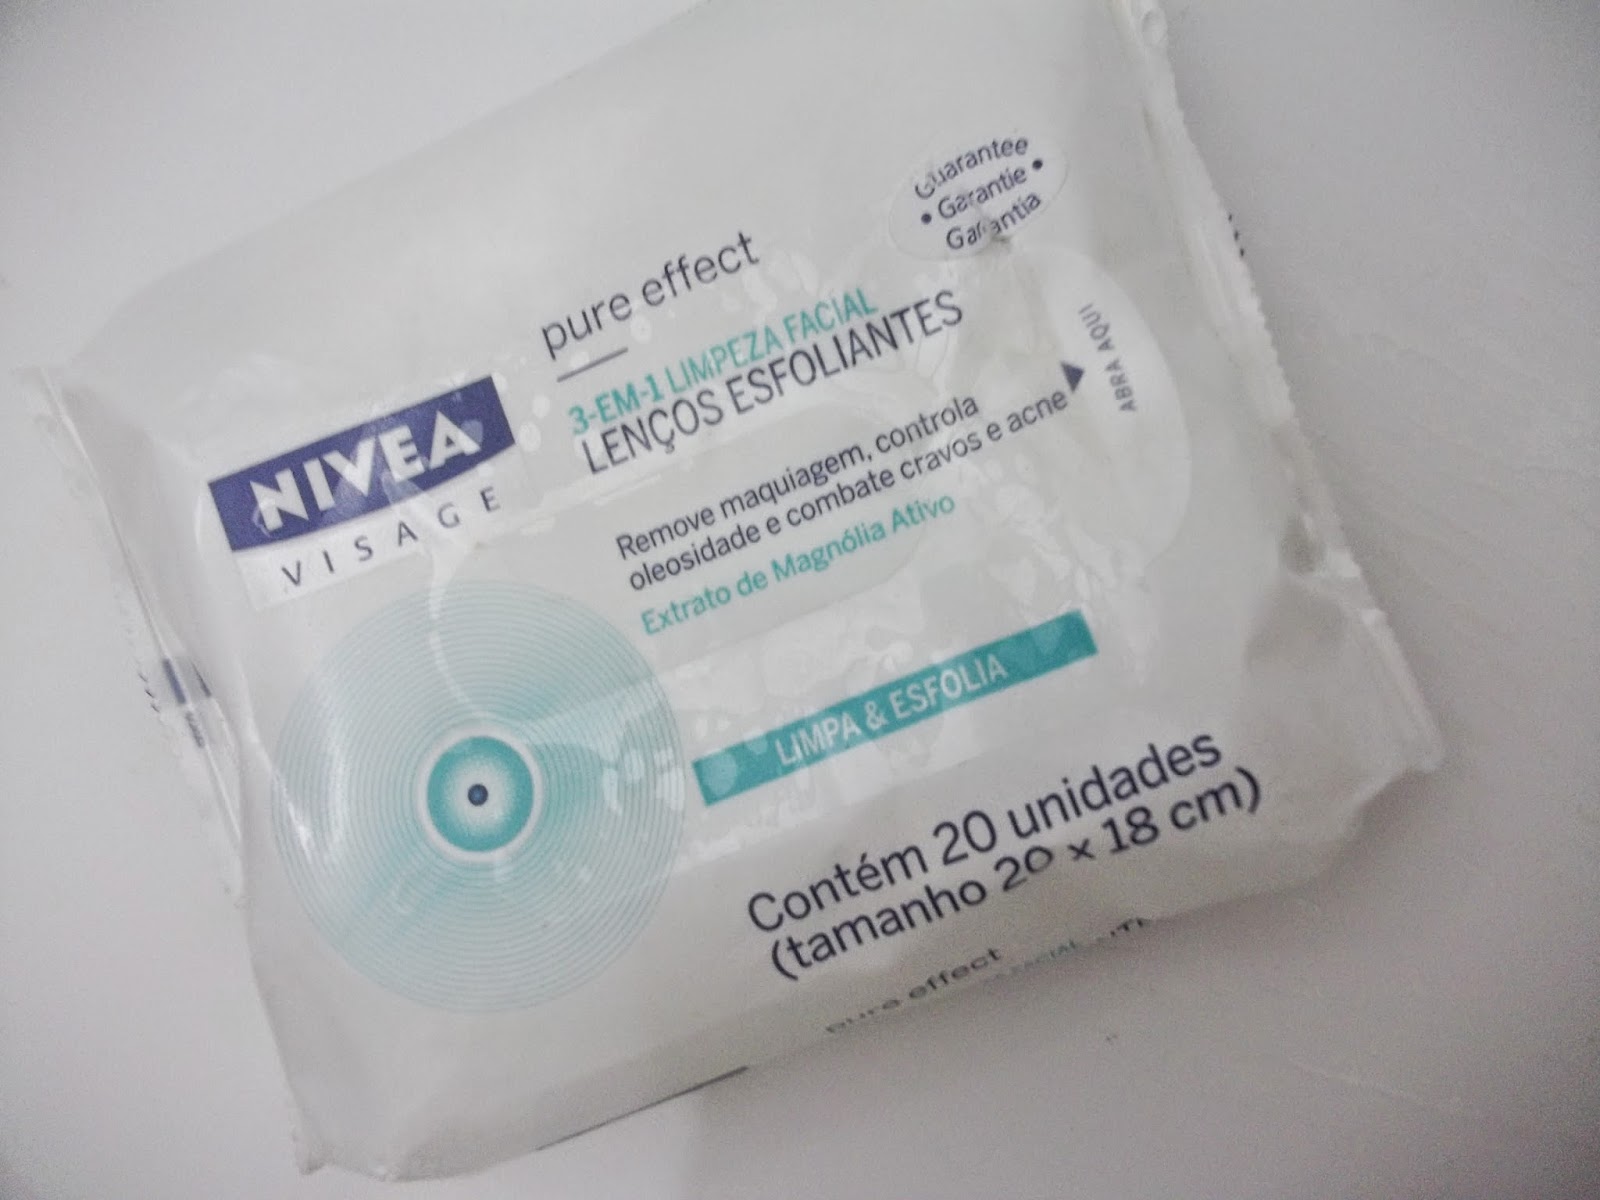 Guarantee
• Garantie •
Garantia
pure effect
3-EM-1 LIMPEZA FACIAL
LENÇOS ESFOLIANTES
NIVEA
VISAGE
Remove maquiagem, controla
oleosidade e combate cravos e acne
ABRA AQUI
Extrato de Magnólia Ativo
LIMPA & ESFOLIA
Contém 20 unidades
(tamanho 20 x 18 cm)
pure effect
FACIAL